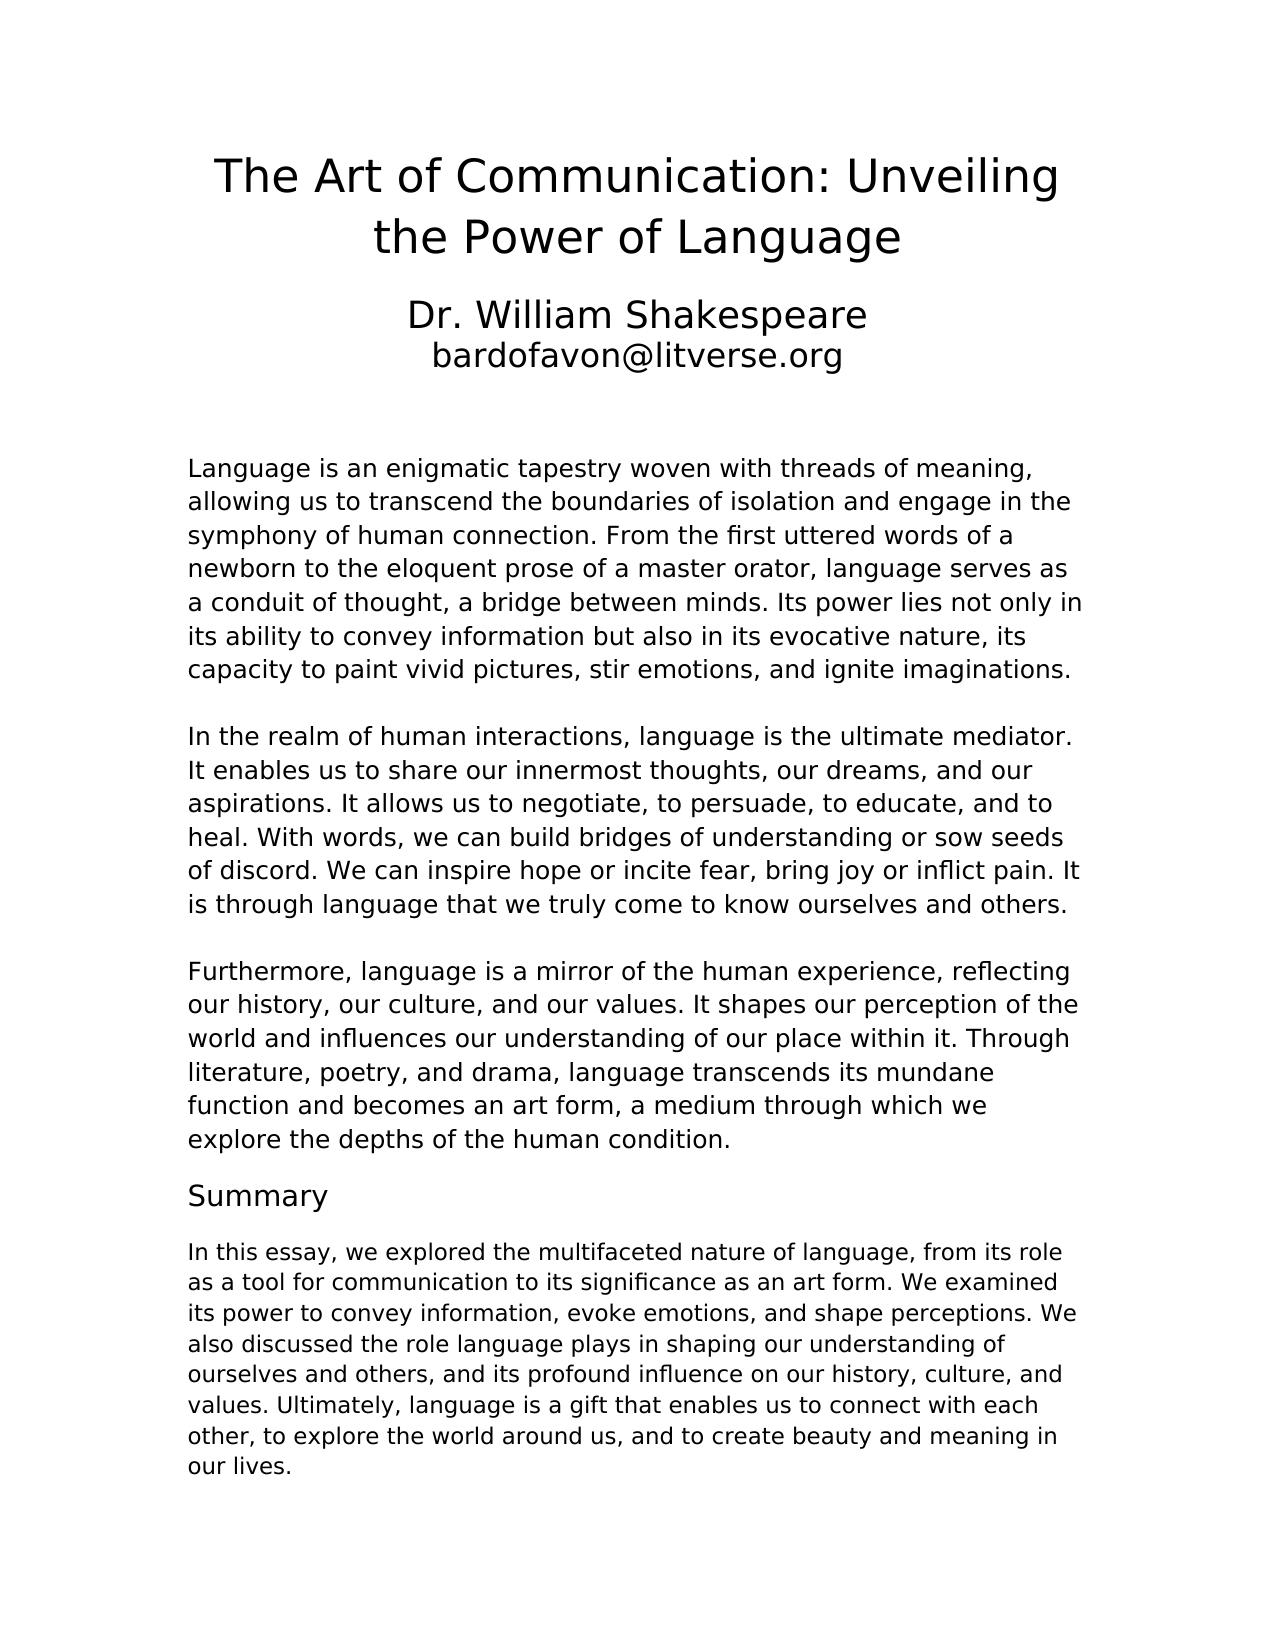 The Art of Communication: Unveiling
the Power of Language
Dr. William Shakespeare
bardofavon@litverse.org
Language is an enigmatic tapestry woven with threads of meaning,
allowing us to transcend the boundaries of isolation and engage in the
symphony of human connection. From the first uttered words of a
newborn to the eloquent prose of a master orator, language serves as
a conduit of thought, a bridge between minds. Its power lies not only in
its ability to convey information but also in its evocative nature, its
capacity to paint vivid pictures, stir emotions, and ignite imaginations.
In the realm of human interactions, language is the ultimate mediator.
It enables us to share our innermost thoughts, our dreams, and our
aspirations. It allows us to negotiate, to persuade, to educate, and to
heal. With words, we can build bridges of understanding or sow seeds
of discord. We can inspire hope or incite fear, bring joy or inflict pain. It
is through language that we truly come to know ourselves and others.
Furthermore, language is a mirror of the human experience, reflecting
our history, our culture, and our values. It shapes our perception of the
world and influences our understanding of our place within it. Through
literature, poetry, and drama, language transcends its mundane
function and becomes an art form, a medium through which we
explore the depths of the human condition.
Summary
In this essay, we explored the multifaceted nature of language, from its role
as a tool for communication to its significance as an art form. We examined
its power to convey information, evoke emotions, and shape perceptions. We
also discussed the role language plays in shaping our understanding of
ourselves and others, and its profound influence on our history, culture, and
values. Ultimately, language is a gift that enables us to connect with each
other, to explore the world around us, and to create beauty and meaning in
our lives.